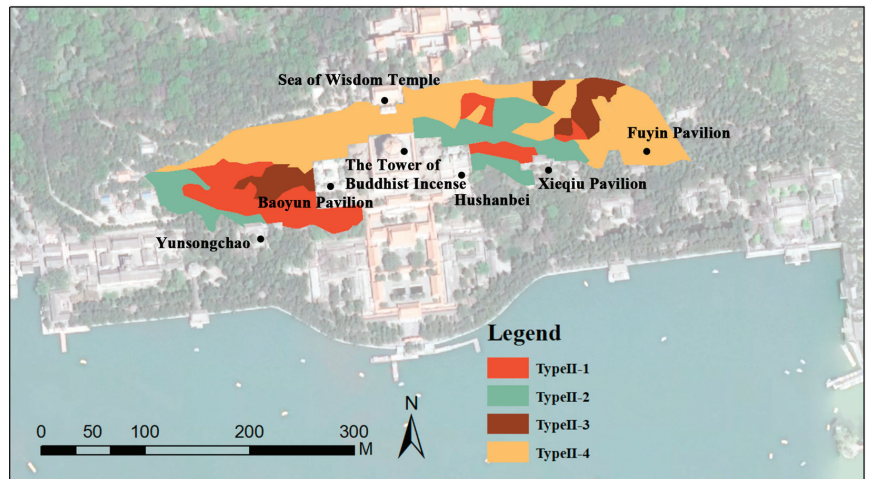 Sea of Wisdom Temple
Fuyin Pavilion
The Tower of
Buddhist Incense
Xieqiu Pavilion
Baoyun Pavilion
Hushanbei
Yunsongchao
Legend
TypeII-1
TypeII-2
TypeII-3
TypeII-4
N
0 50 100 200 300
M